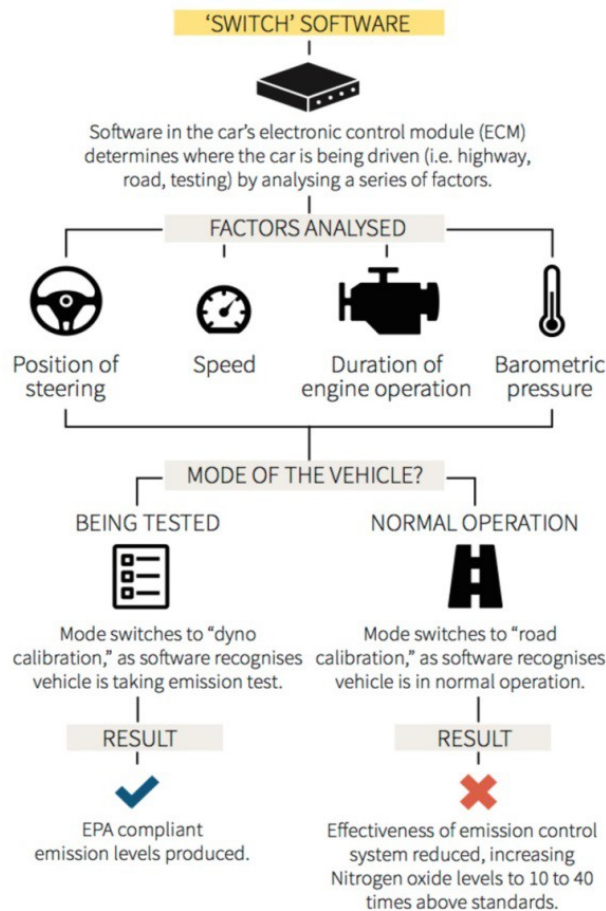 ‘SWITCH’ SOFTWARE
Software in the car’s electronic control module (ECM)
determines where the car is being driven (i.e. highway,
road, testing) by analysing a series of factors.
FACTORS ANALYSED
Position of
steering
Speed
Duration of
engine operation
Barometric
pressure
MODE OF THE VEHICLE?
BEING TESTED
Mode switches to “dyno
calibration,” as software recognises
vehicle is taking emission test.
RESULT
EPA compliant
emission levels produced.
NORMAL OPERATION
Mode switches to “road
calibration,” as software recognises
vehicle is in normal operation.
RESULT
Effectiveness of emission control
system reduced, increasing
Nitrogen oxide levels to 10 to 40
times above standards.